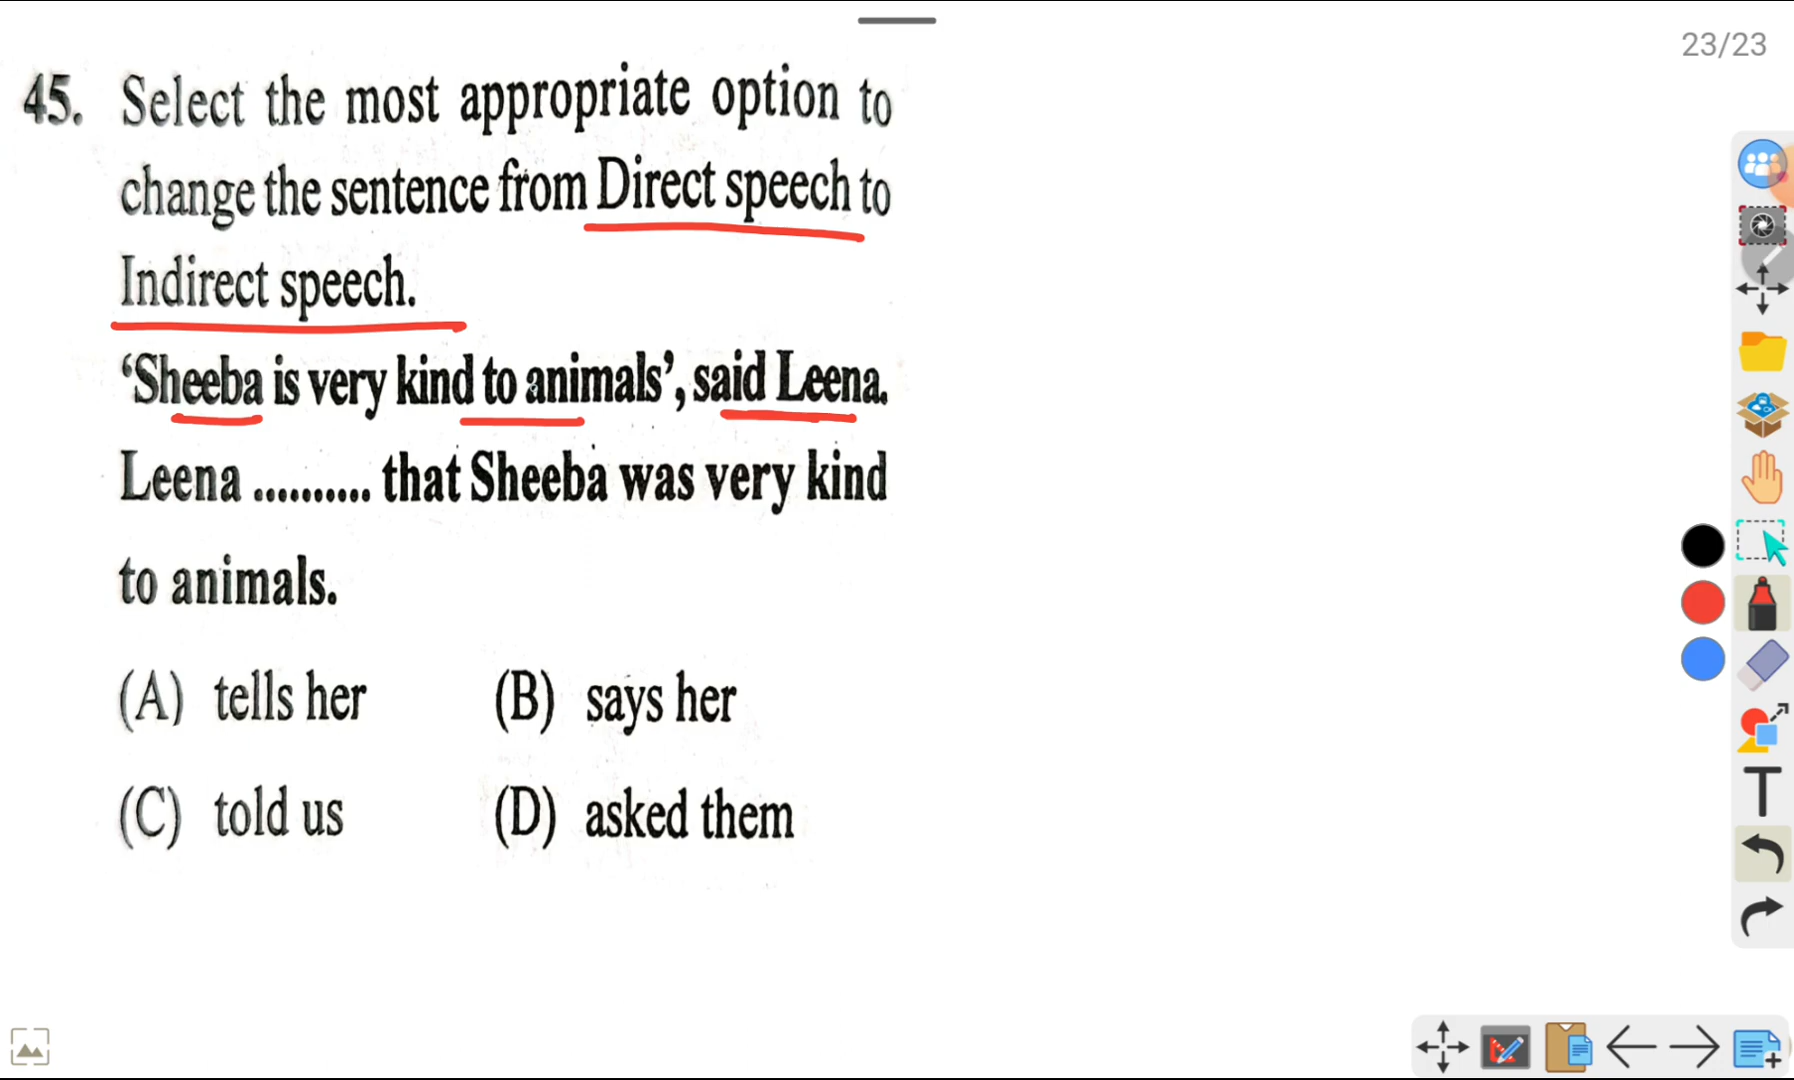 23/23
45. Select the most appropriate option to
change the sentence from Direct speech to
Indirect speech.
‘Sheeba is very kind to animals’, said Leena.
Leena .......... that Sheeba was very kind
to animals.
(A) tells her (B) says her
(C) told us (D) asked them
T